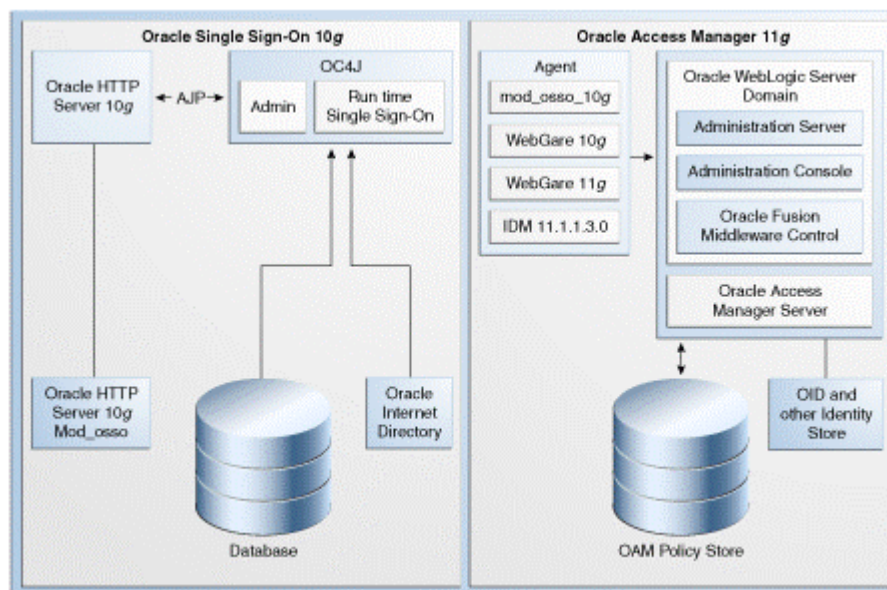 Oracle Single Sign-On 10g
Oracle HTTP
Server 10g
AJP
OC4J
Admin
Run time
Single Sign-On
Oracle HTTP
Server 10g
Mod_osso
Database
Oracle
Internet
Directory
Oracle Access Manager 11g
Agent
mod_osso_10g
WebGare 10g
WebGare 11g
IDM 11.1.1.3.0
Oracle WebLogic Server
Domain
Administration Server
Administration Console
Oracle Fusion
Middleware Control
Oracle Access
Manager Server
OAM Policy Store
OID and
other Identity
Store